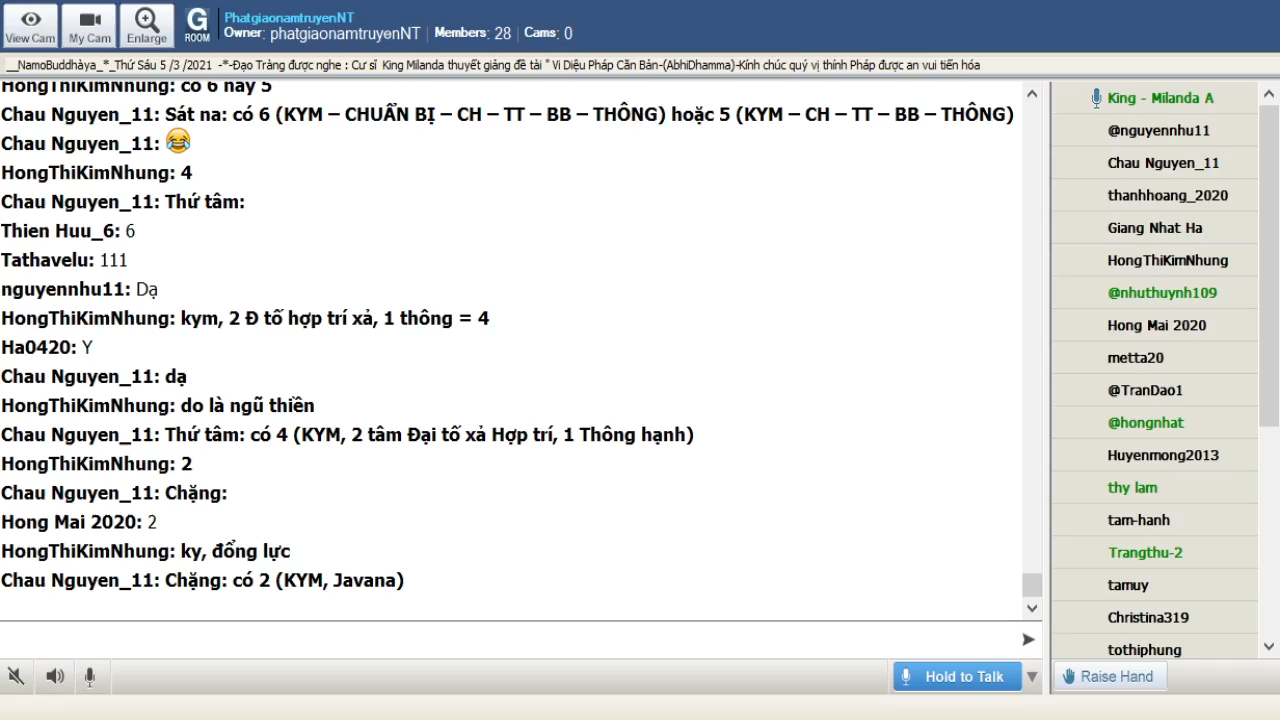 View Cam
My Cam
Enlarge
G
ROOM
PhatgiaonamtruyenNT
Owner: phatgiaonamtruyenNT | Members: 28 | Cams: 0
__NamoBuddhàya_*_Thứ Sáu 5 /3 /2021 -*-Đạo Tràng được nghe : Cư sĩ King Milanda thuyết giảng đề tài " Vi Diệu Pháp Căn Bản-(AbhiDhamma)-Kính chúc quý vị thính Pháp được an vui tiến hóa
HongThiKimNhung: có 6 hay 5
Chau Nguyen_11: Sát na: có 6 (KYM – CHUẨN BỊ – CH – TT – BB – THÔNG) hoặc 5 (KYM – CH – TT – BB – THÔNG)
Chau Nguyen_11: 😂
HongThiKimNhung: 4
Chau Nguyen_11: Thứ tâm:
Thien Huu_6: 6
Tathavelu: 111
nguyennhu11: Dạ
HongThiKimNhung: kym, 2 Đ tố hợp trí xả, 1 thông = 4
Ha0420: Y
Chau Nguyen_11: dạ
HongThiKimNhung: do là ngũ thiền
Chau Nguyen_11: Thứ tâm: có 4 (KYM, 2 tâm Đại tố xả Hợp trí, 1 Thông hạnh)
HongThiKimNhung: 2
Chau Nguyen_11: Chặng:
Hong Mai 2020: 2
HongThiKimNhung: ky, đổng lực
Chau Nguyen_11: Chặng: có 2 (KYM, Javana)
King - Milanda A
@nguyennhu11
Chau Nguyen_11
thanhhoang_2020
Giang Nhat Ha
HongThiKimNhung
@nhuthuynh109
Hong Mai 2020
metta20
@TranDao1
@hongnhat
Huyenmong2013
thy lam
tam-hanh
Trangthu-2
tamuy
Christina319
tothiphung
Hold to Talk
Raise Hand